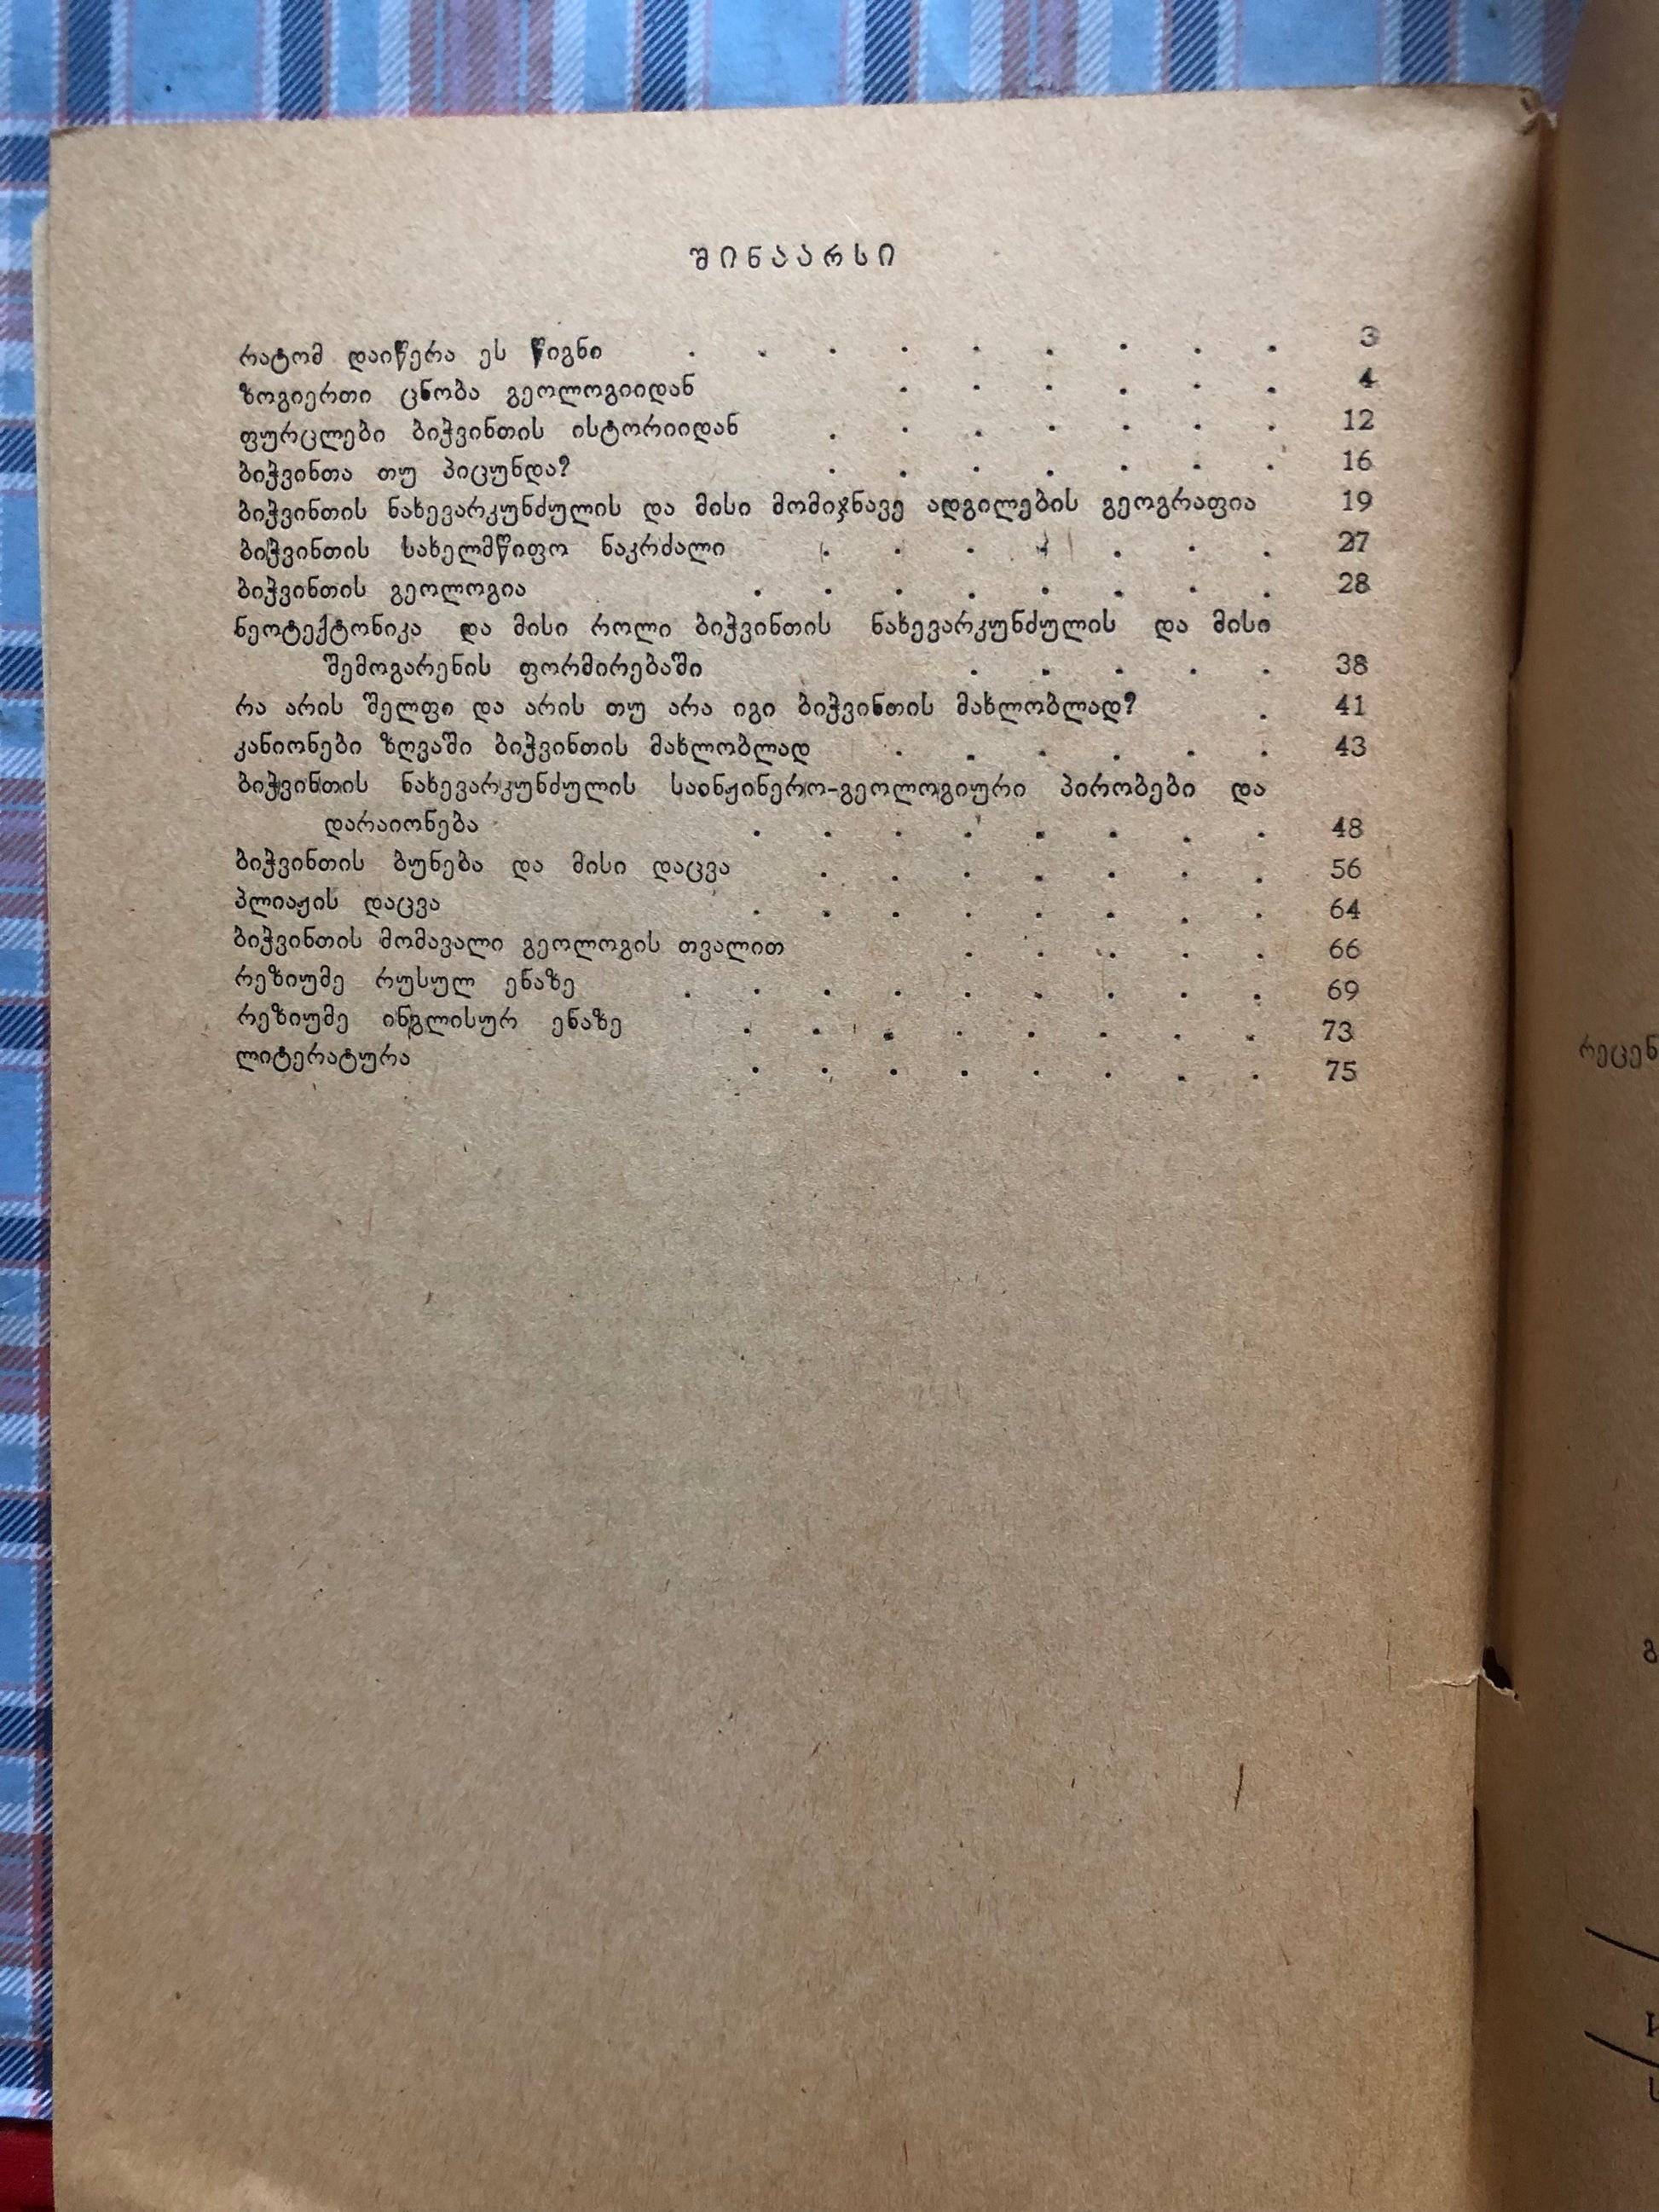 შინაარსი
რატომ დაიწერა ეს წიგნი . . . . . . . . . 3
ზოგიერთი ცნობა გეოლოგიიდან . . . . . . 4
ფურცლები ბიჭვინთის ისტორიიდან . . . . . . . 12
ბიჭვინთა თუ პიცუნდა? . . . . . . . 16
ბიჭვინთის ნახევარკუნძულის და მისი მომიჯნავე ადგილების გეოგრაფია 19
ბიჭვინთის სახელმწიფო ნაკრძალი . . . . . . . 27
ბიჭვინთის გეოლოგია . . . . . . . . 28
ნეოტექტონიკა და მისი როლი ბიჭვინთის ნახევარკუნძულის და მისი
შემოგარენის ფორმირებაში . . . . . 38
რა არის შელფი და არის თუ არა იგი ბიჭვინთის მახლობლად? . 41
კანიონები ზღვაში ბიჭვინთის მახლობლად . . . . . . 43
ბიჭვინთის ნახევარკუნძულის საინჟინერო-გეოლოგიური პირობები და
დარაიონება . . . . . . . . 48
ბიჭვინთის ბუნება და მისი დაცვა . . . . . . . 56
პლიაჟის დაცვა . . . . . . . . 64
ბიჭვინთის მომავალი გეოლოგის თვალით . . . . . 66
რეზიუმე რუსულ ენაზე . . . . . . . . . 69
რეზიუმე ინგლისურ ენაზე . . . . . . . . 73
ლიტერატურა . . . . . . . . 75
რეცენ